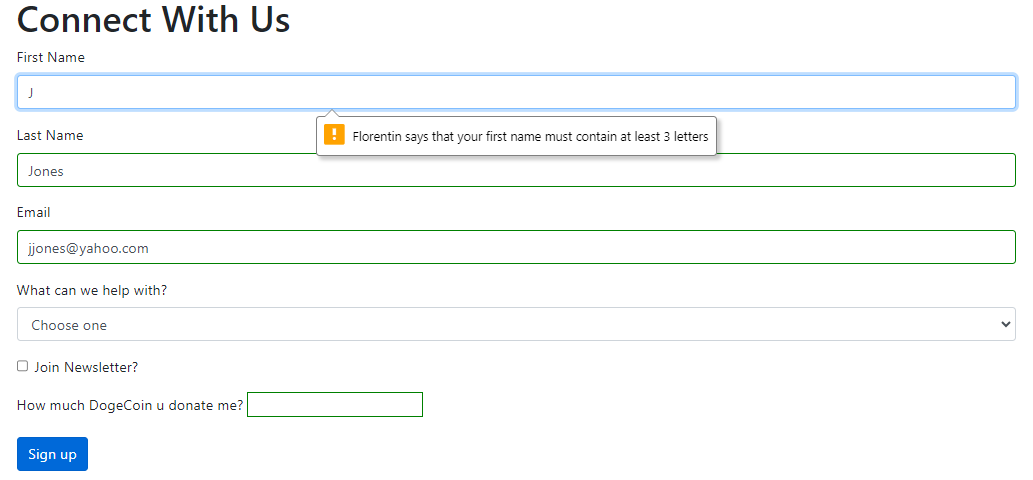 Connect With Us
First Name
J
Florentin says that your first name must contain at least 3 letters
Last Name
Jones
Email
jjones@yahoo.com
What can we help with?
Choose one
Join Newsletter?
How much DogeCoin u donate me?
Sign up